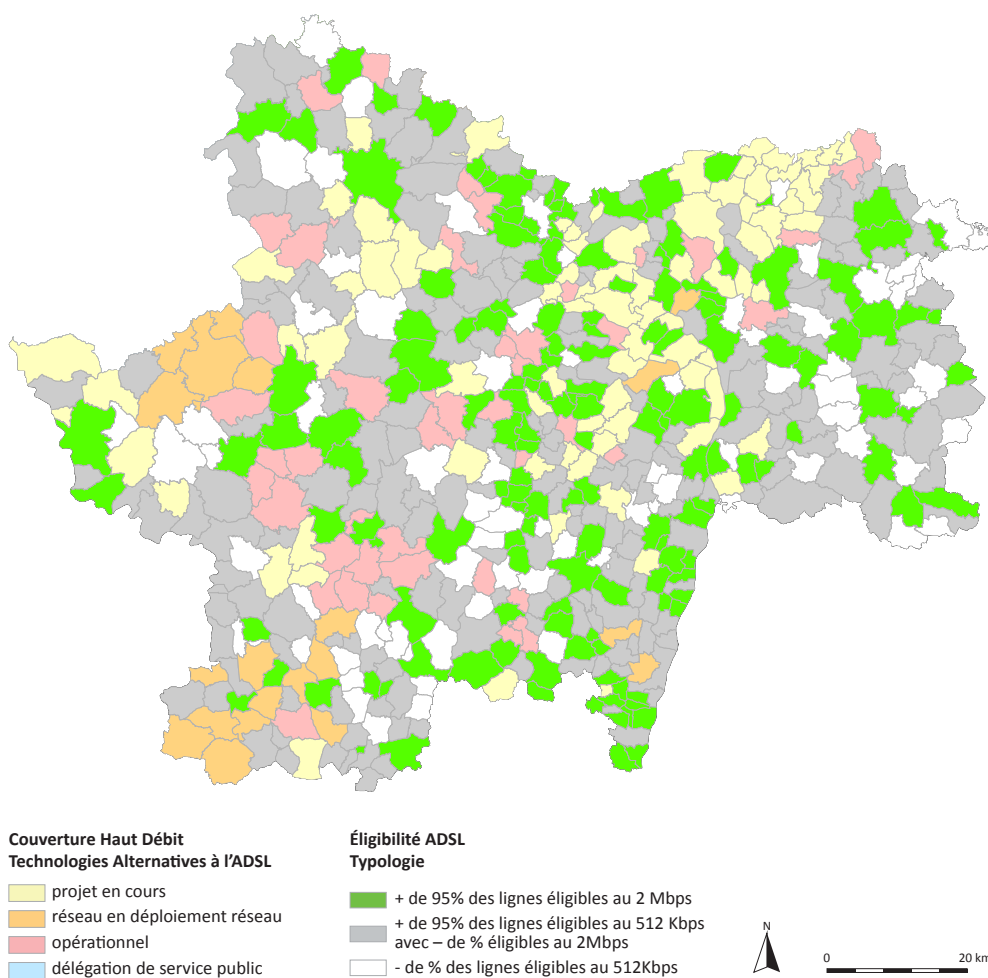 Couverture Haut Débit
Technologies Alternatives à l'ADSL
projet en cours
réseau en déploiement réseau
opérationnel
délégation de service public
Éligibilité ADSL
Typologie
+ de 95% des lignes éligibles au 2 Mbps
+ de 95% des lignes éligibles au 512 Kbps
avec – de % éligibles au 2Mbps
- de % des lignes éligibles au 512Kbps
N
0 20 km